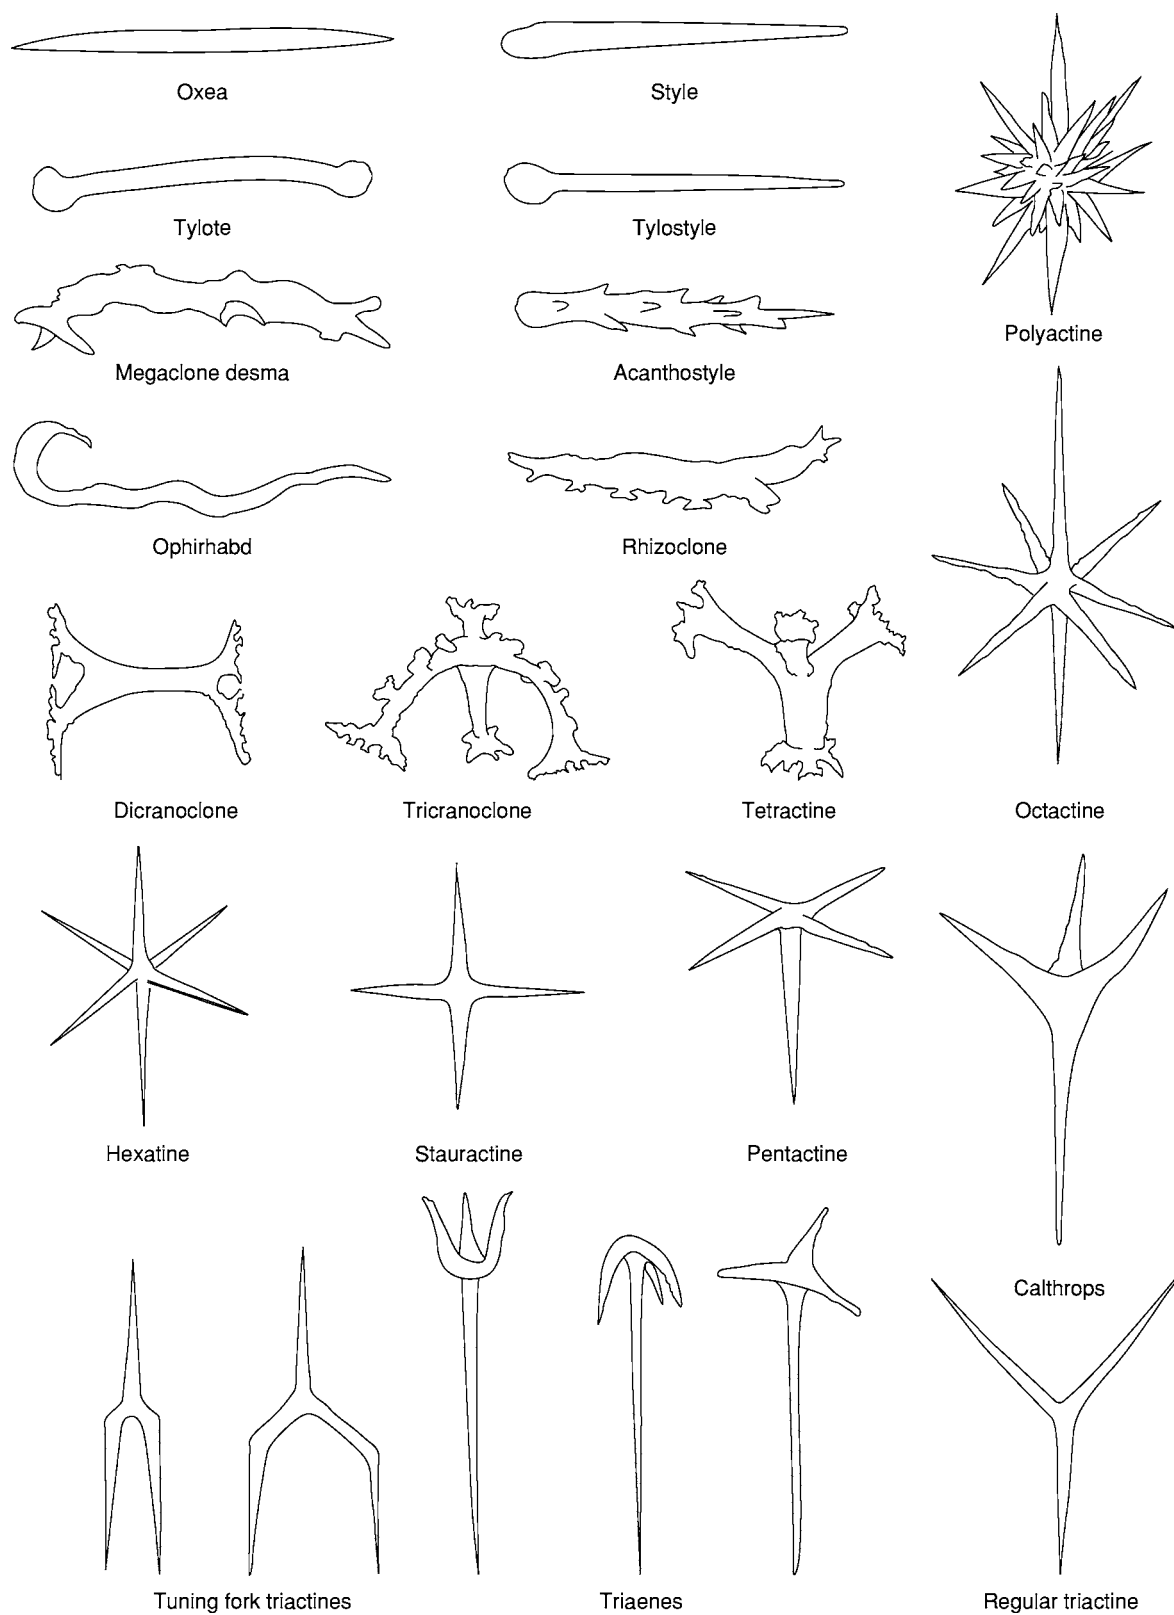 Oxea
Style
Tylote
Tylostyle
Polyactine
Megaclone desma
Acanthostyle
Ophirhabd
Rhizoclone
Dicranoclone
Tricranoclone
Tetractine
Octactine
Hexatine
Stauractine
Pentactine
Calthrops
Tuning fork triactines
Triaenes
Regular triactine